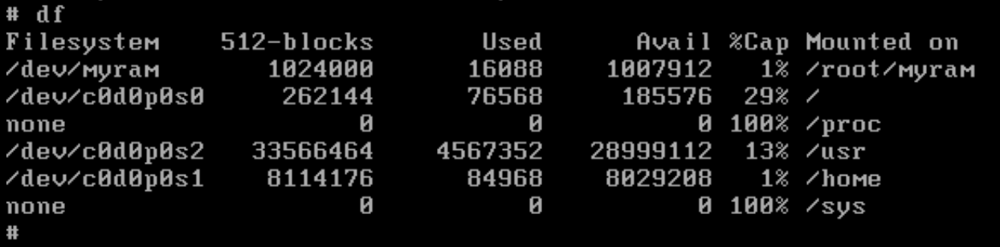 # df
Filesystem 512-blocks Used Avail %Cap Mounted on
/dev/myram 1024000 16088 1007912 1% /root/myram
/dev/c0d0p0s0 262144 76568 185576 29% /
none 0 0 0 100% /proc
/dev/c0d0p0s2 33566464 4567352 28999112 13% /usr
/dev/c0d0p0s1 8114176 84968 8029208 1% /home
none 0 0 0 100% /sys
#